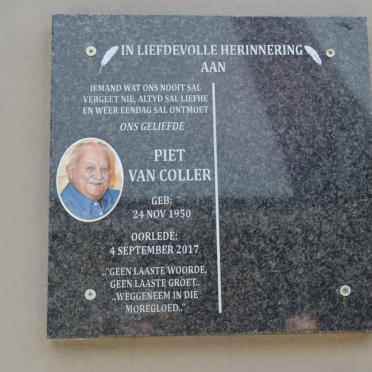 IN LIEFDEVOLLE HERINNERING
AAN
IEMAND WAT ONS NOOIT SAL
VERGEET NIE, ALTYD SAL LIEFHE
EN WEER EENDAG SAL ONTMOET
ONS GELIEFDE
PIET
VAN COLLER
GEB:
24 NOV 1950
OORLEDE:
4 SEPTEMBER 2017
.."GEEN LAASTE WOORDE,
GEEN LAASTE GROET..
..WEGGENEEM IN DIE
MOREGLOED.."